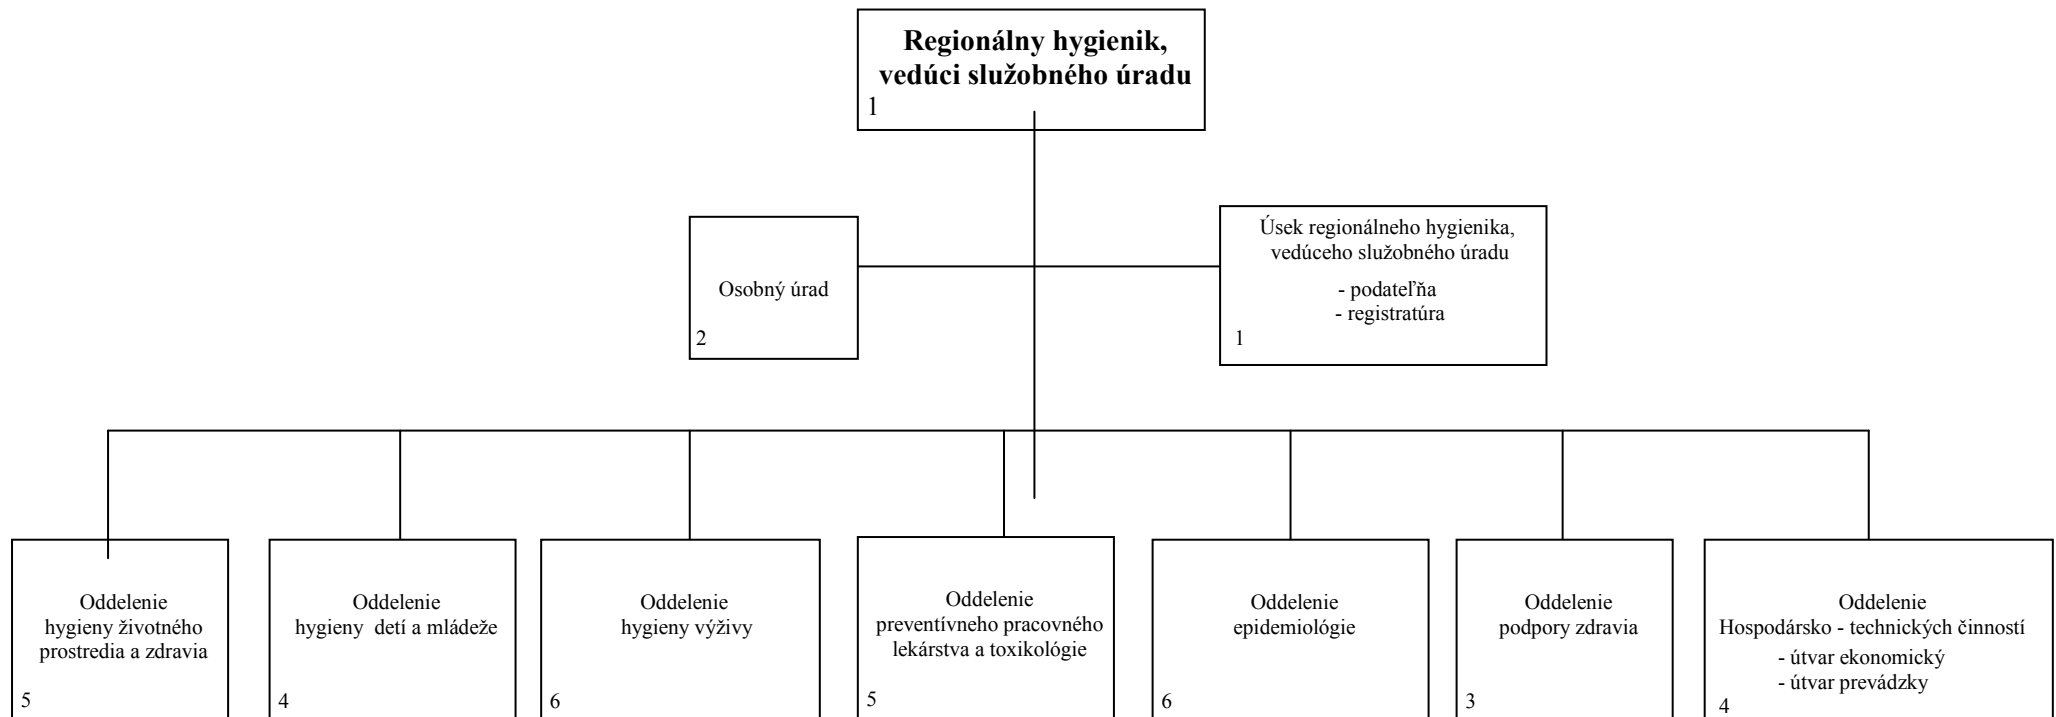 Regionálny hygienik,
vedúci služobného úradu
1
Osobný úrad
2
Úsek regionálneho hygienika,
vedúceho služobného úradu
- podateľňa
- registratúra
1
Oddelenie
hygieny životného
prostredia a zdravia
5
Oddelenie
hygieny detí a mládeže
4
Oddelenie
hygieny výživy
6
Oddelenie
preventívneho pracovného
lekárstva a toxikológie
5
Oddelenie
epidemiológie
6
Oddelenie
podpory zdravia
3
Oddelenie
Hospodársko - technických činností
- útvar ekonomický
- útvar prevádzky
4